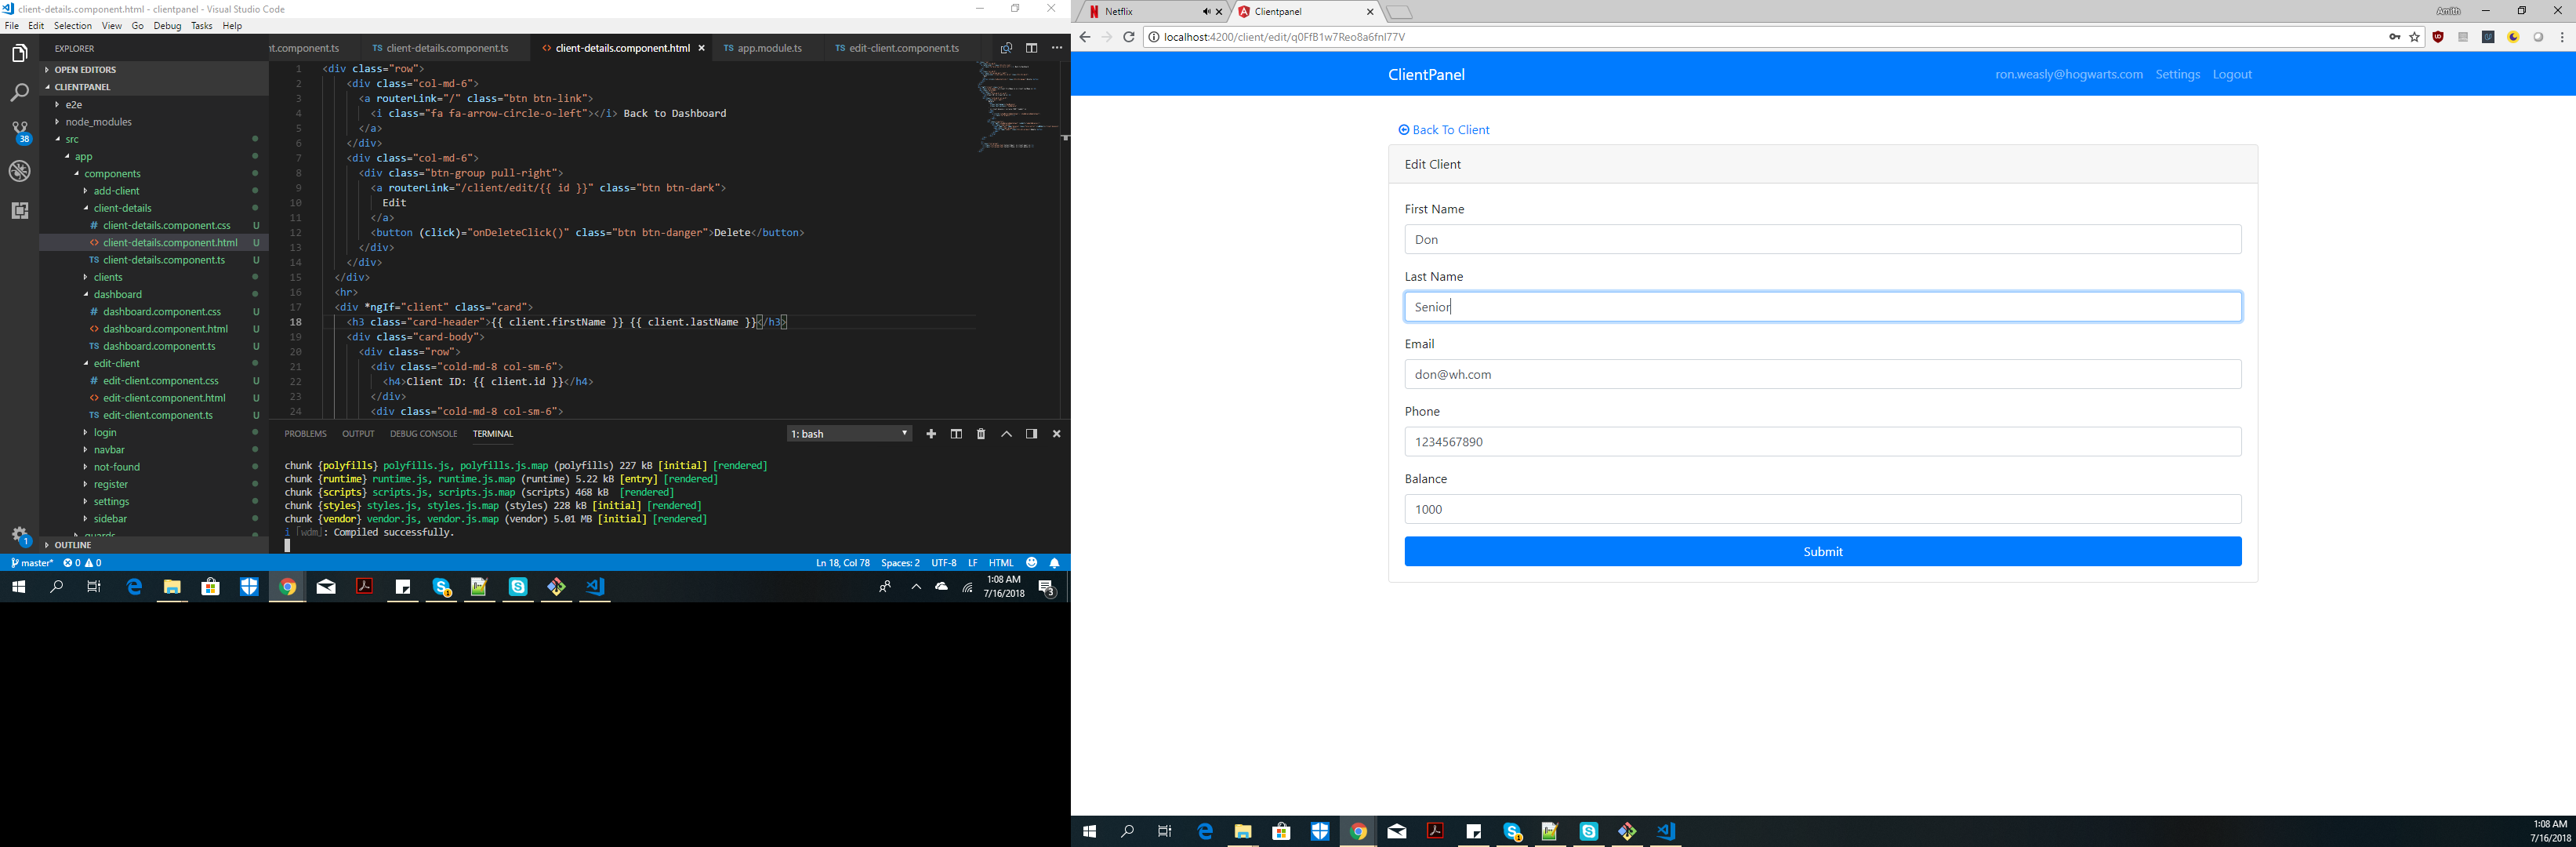 client-details.component.html - clientpanel - Visual Studio Code
File Edit Selection View Go Debug Tasks Help
EXPLORER
OPEN EDITORS
CLIENTPANEL
e2e
node_modules
src
app
components
add-client
client-details
# client-details.component.css U
<> client-details.component.html U
TS client-details.component.ts U
clients
dashboard
# dashboard.component.css U
<> dashboard.component.html U
TS dashboard.component.ts U
edit-client
# edit-client.component.css U
<> edit-client.component.html U
TS edit-client.component.ts U
login
navbar
not-found
register
settings
sidebar
guards
OUTLINE
38
1
nt.component.ts TS client-details.component.ts <> client-details.component.html × TS app.module.ts TS edit-client.component.ts
1 <div class="row">
2 <div class="col-md-6">
3 <a routerLink="/" class="btn btn-link">
4 <i class="fa fa-arrow-circle-o-left"></i> Back to Dashboard
5 </a>
6 </div>
7 <div class="col-md-6">
8 <div class="btn-group pull-right">
9 <a routerLink="/client/edit/{{ id }}" class="btn btn-dark">
10 Edit
11 </a>
12 <button (click)="onDeleteClick()" class="btn btn-danger">Delete</button>
13 </div>
14 </div>
15 </div>
16 <hr>
17 <div *ngIf="client" class="card">
18 <h3 class="card-header">{{ client.firstName }} {{ client.lastName }}</h3>
19 <div class="card-body">
20 <div class="row">
21 <div class="cold-md-8 col-sm-6">
22 <h4>Client ID: {{ client.id }}</h4>
23 </div>
24 <div class="cold-md-8 col-sm-6">
PROBLEMS OUTPUT DEBUG CONSOLE TERMINAL 1: bash
chunk {polyfills} polyfills.js, polyfills.js.map (polyfills) 227 kB [initial] [rendered]
chunk {runtime} runtime.js, runtime.js.map (runtime) 5.22 kB [entry] [rendered]
chunk {scripts} scripts.js, scripts.js.map (scripts) 468 kB [rendered]
chunk {styles} styles.js, styles.js.map (styles) 228 kB [initial] [rendered]
chunk {vendor} vendor.js, vendor.js.map (vendor) 5.01 MB [initial] [rendered]
i ｢wdm｣: Compiled successfully.
master* 0 0 Ln 18, Col 78 Spaces: 2 UTF-8 LF HTML
1:08 AM
7/16/2018
3
Netflix Clientpanel Amith
localhost:4200/client/edit/q0FfB1w7Reo8a6fnl77V
ClientPanel ron.weasly@hogwarts.com Settings Logout
Back To Client
Edit Client
First Name
Don
Last Name
Senior
Email
don@wh.com
Phone
1234567890
Balance
1000
Submit
1:08 AM
7/16/2018